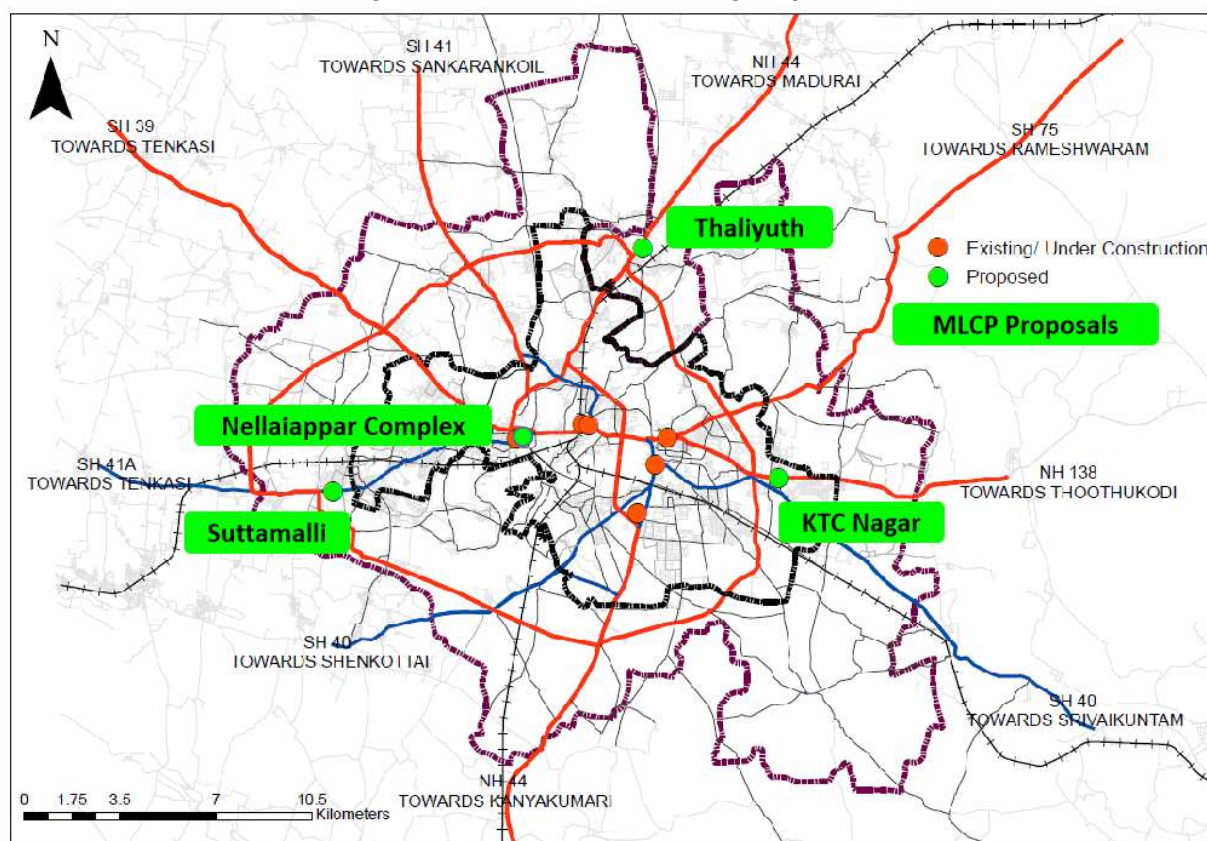 N
SH 41
TOWARDS SANKARANKOIL
NH 44
TOWARDS MADURAI
SH 39
TOWARDS TENKASI
SH 75
TOWARDS RAMESHWARAM
Thaliyuth
Existing/ Under Construction
Proposed
MLCP Proposals
Nellaiappar Complex
SH 41A
TOWARDS TENKASI
NH 138
TOWARDS THOOTHUKODI
Suttamalli
KTC Nagar
SH 40
TOWARDS SHENKOTTAI
SH 40
TOWARDS SRIVAIKUNTAM
NH 44
TOWARDS KANYAKUMARI
0 1.75 3.5 7 10.5
Kilometers